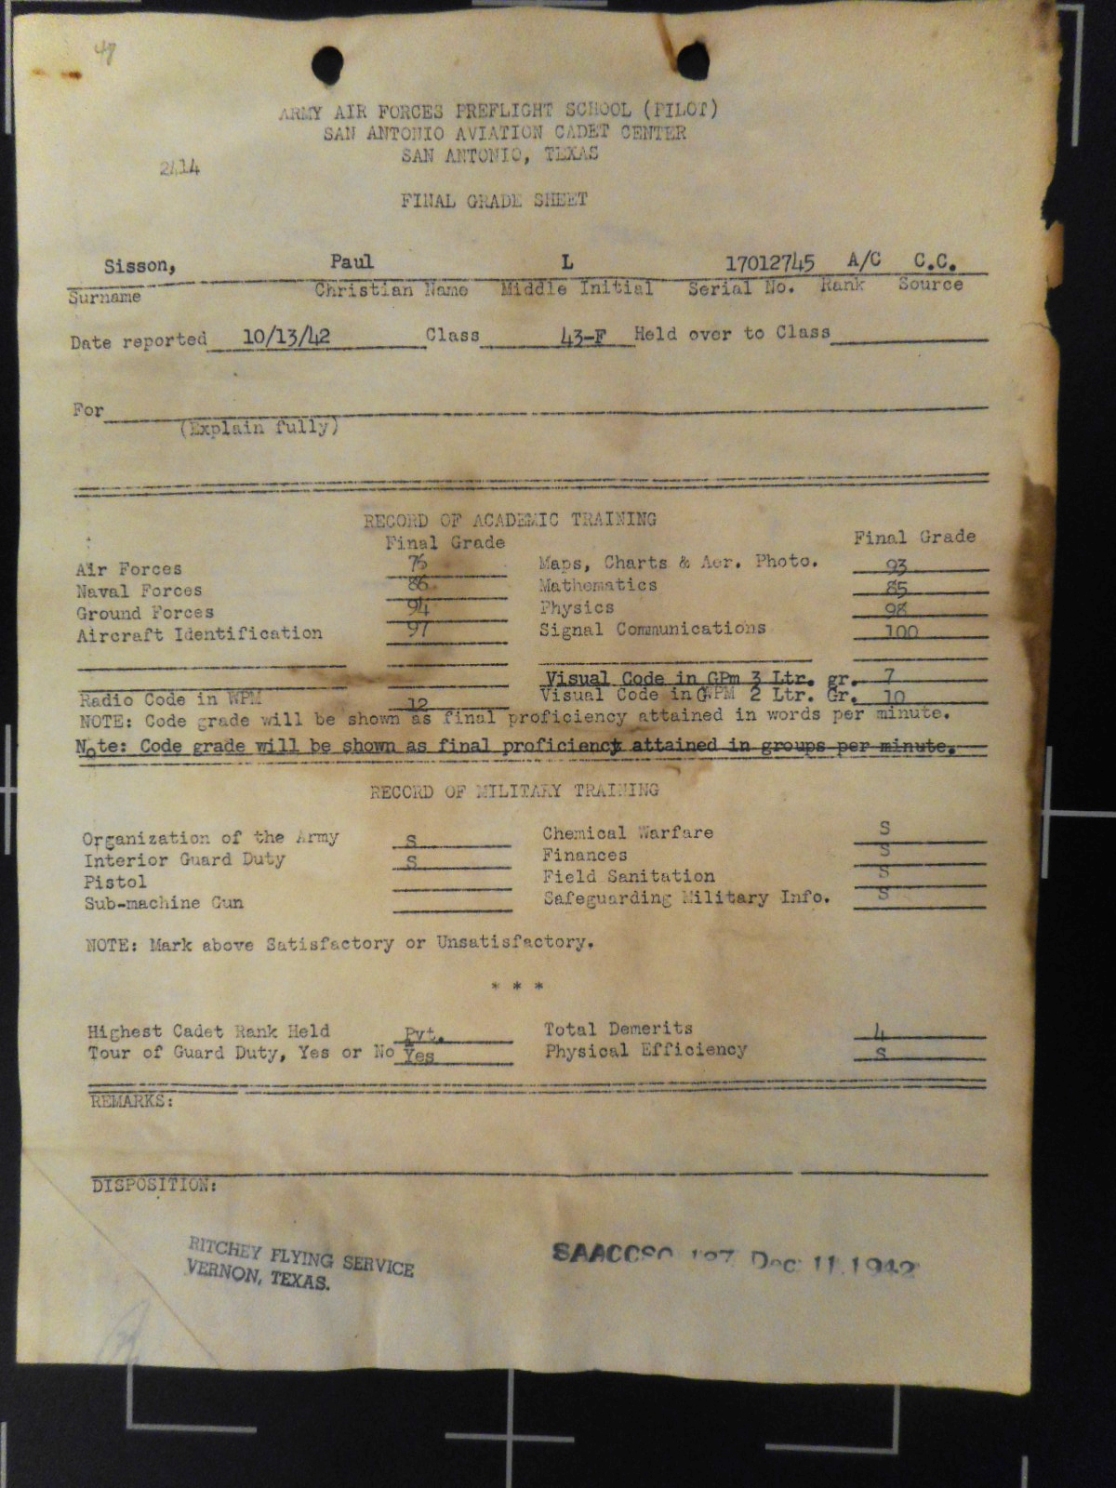 47
ARMY AIR FORCES PREFLIGHT SCHOOL (PILOT)
SAN ANTONIO AVIATION CADET CENTER
SAN ANTONIO, TEXAS
2414
FINAL GRADE SHEET
Sisson, Paul L 17012745 A/C C.C.
Surname Christian Name Middle Initial Serial No. Rank Source
Date reported 10/13/42 Class 43-F Held over to Class
For
(Explain fully)
RECORD OF ACADEMIC TRAINING
Final Grade Final Grade
Air Forces Maps, Charts & Aer. Photo. 93
Naval Forces 86 Mathematics 85
Ground Forces 94 Physics 98
Aircraft Identification 97 Signal Communications 100
Visual Code in GPm 3 Ltr. gr. 7
Radio Code in WPM 12 Visual Code in GPM 2 Ltr. Gr. 10
NOTE: Code grade will be shown as final proficiency attained in words per minute.
Note: Code grade will be shown as final proficiency attained in groups per minute.
RECORD OF MILITARY TRAINING
Organization of the Army S Chemical Warfare S
Interior Guard Duty S Finances S
Pistol Field Sanitation S
Sub-machine Gun Safeguarding Military Info. S
NOTE: Mark above Satisfactory or Unsatisfactory.
* * *
Highest Cadet Rank Held Pvt. Total Demerits 4
Tour of Guard Duty, Yes or No Yes Physical Efficiency S
REMARKS:
DISPOSITION:
RITCHEY FLYING SERVICE
VERNON, TEXAS.
Dec 11, 1942